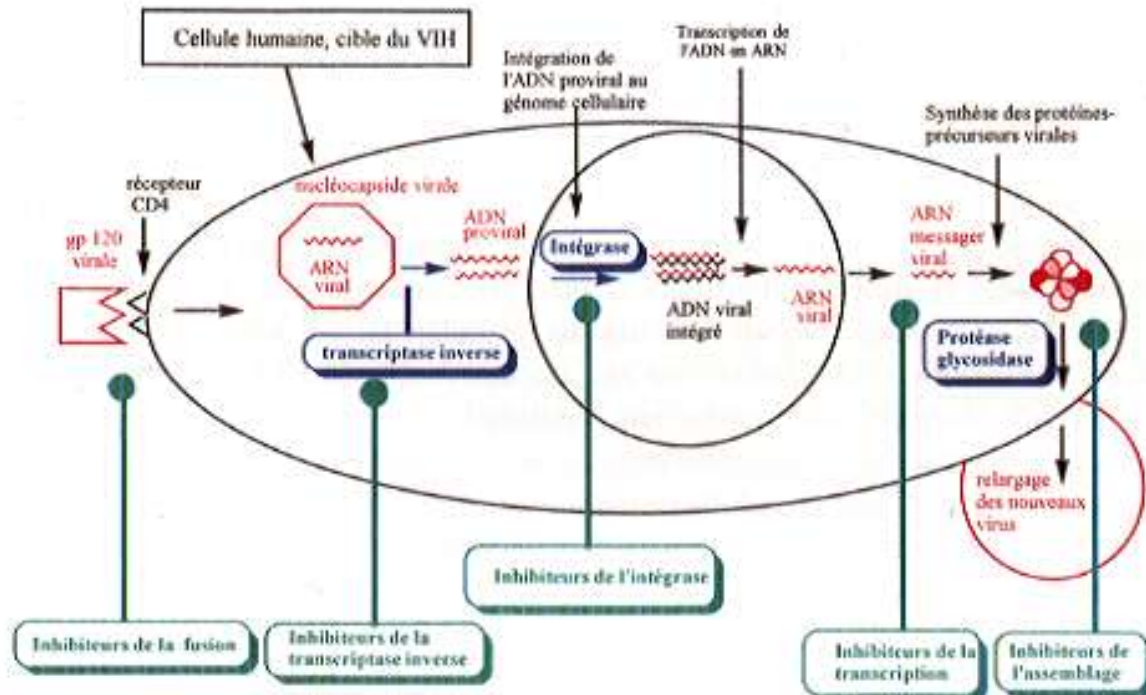 Cellule humaine, cible du VIH
Transcription de
l'ADN en ARN
Intégration de
l'ADN proviral au
génome cellulaire
Synthèse des protéines-
précurseurs virales
récepteur
CD4
gp 120
virale
nucléocapside virale
ARN
viral
ADN
proviral
Intégrase
ADN viral
intégré
ARN
viral
ARN
messager
viral
transcriptase inverse
Protéase
glycosidase
relargage
des nouveaux
virus
Inhibiteurs de la fusion
Inhibiteurs de la
transcriptase inverse
Inhibiteurs de l'intégrase
Inhibiteurs de la
transcription
Inhibiteurs de
l'assemblage